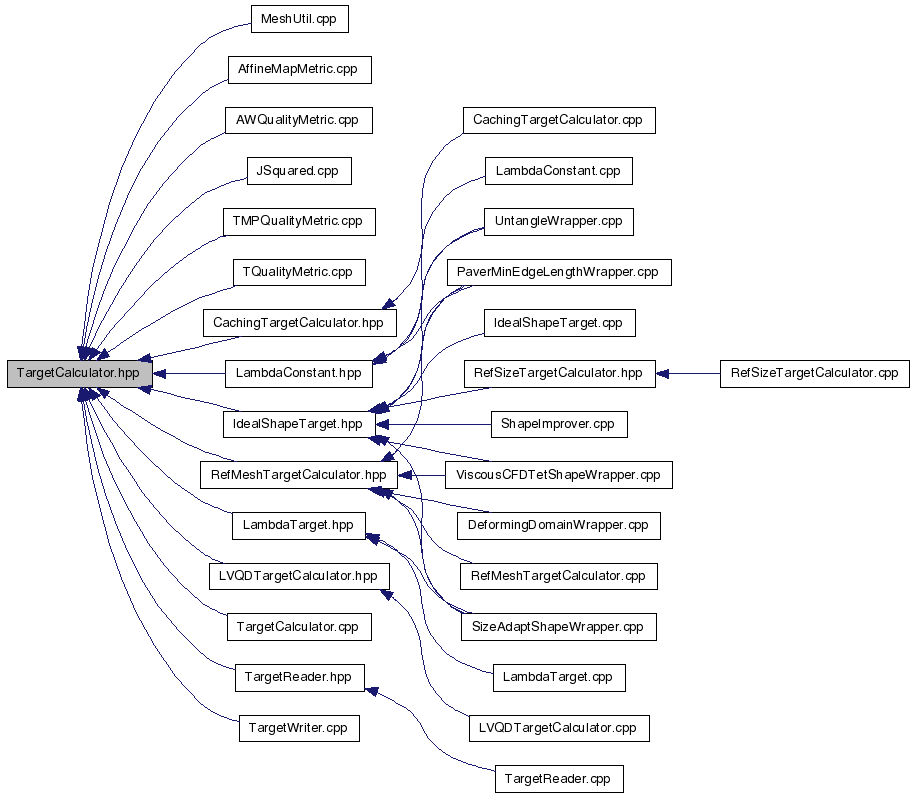 MeshUtil.cpp
AffineMapMetric.cpp
AWQualityMetric.cpp
CachingTargetCalculator.cpp
JSquared.cpp
LambdaConstant.cpp
TMPQualityMetric.cpp
UntangleWrapper.cpp
TQualityMetric.cpp
PaverMinEdgeLengthWrapper.cpp
CachingTargetCalculator.hpp
IdealShapeTarget.cpp
TargetCalculator.hpp
LambdaConstant.hpp
RefSizeTargetCalculator.hpp
RefSizeTargetCalculator.cpp
IdealShapeTarget.hpp
ShapeImprover.cpp
RefMeshTargetCalculator.hpp
ViscousCFDTetShapeWrapper.cpp
LambdaTarget.hpp
DeformingDomainWrapper.cpp
LVQDTargetCalculator.hpp
RefMeshTargetCalculator.cpp
TargetCalculator.cpp
SizeAdaptShapeWrapper.cpp
TargetReader.hpp
LambdaTarget.cpp
TargetWriter.cpp
LVQDTargetCalculator.cpp
TargetReader.cpp